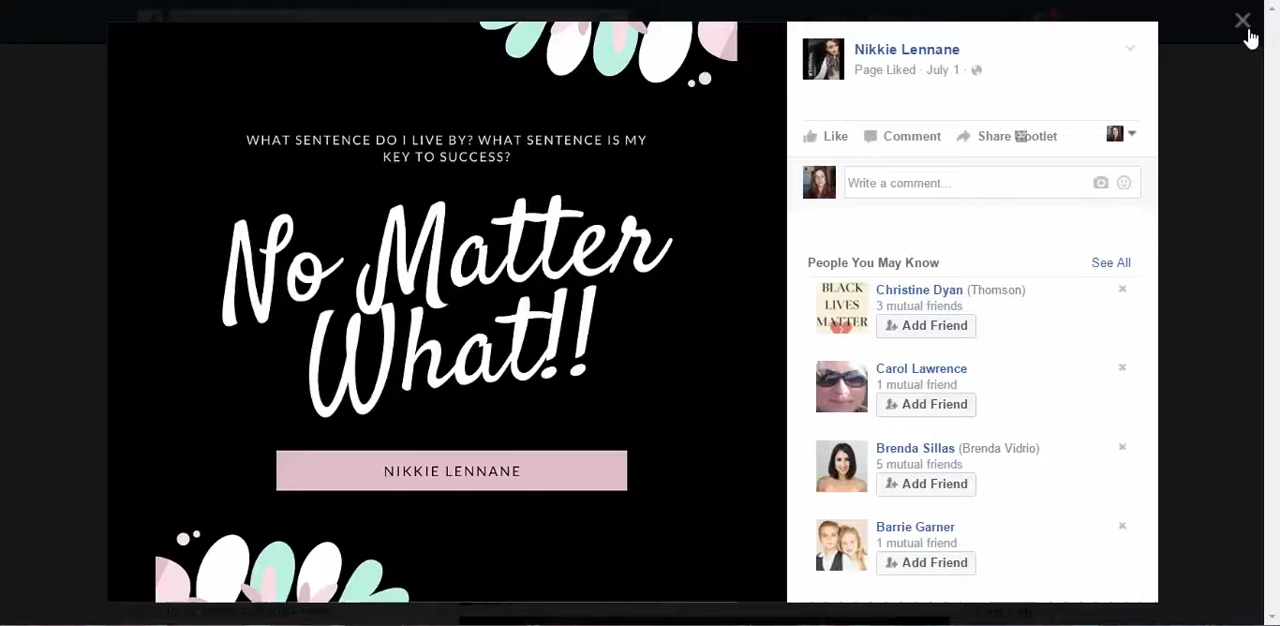 WHAT SENTENCE DO I LIVE BY? WHAT SENTENCE IS MY
KEY TO SUCCESS?
No Matter
What!!
NIKKIE LENNANE
Nikkie Lennane
Page Liked · July 1 ·
Like Comment Share Spotlet
Write a comment...
People You May Know
See All
BLACK
LIVES
MATTER
Christine Dyan (Thomson)
3 mutual friends
Add Friend
Carol Lawrence
1 mutual friend
Add Friend
Brenda Sillas (Brenda Vidrio)
5 mutual friends
Add Friend
Barrie Garner
1 mutual friend
Add Friend